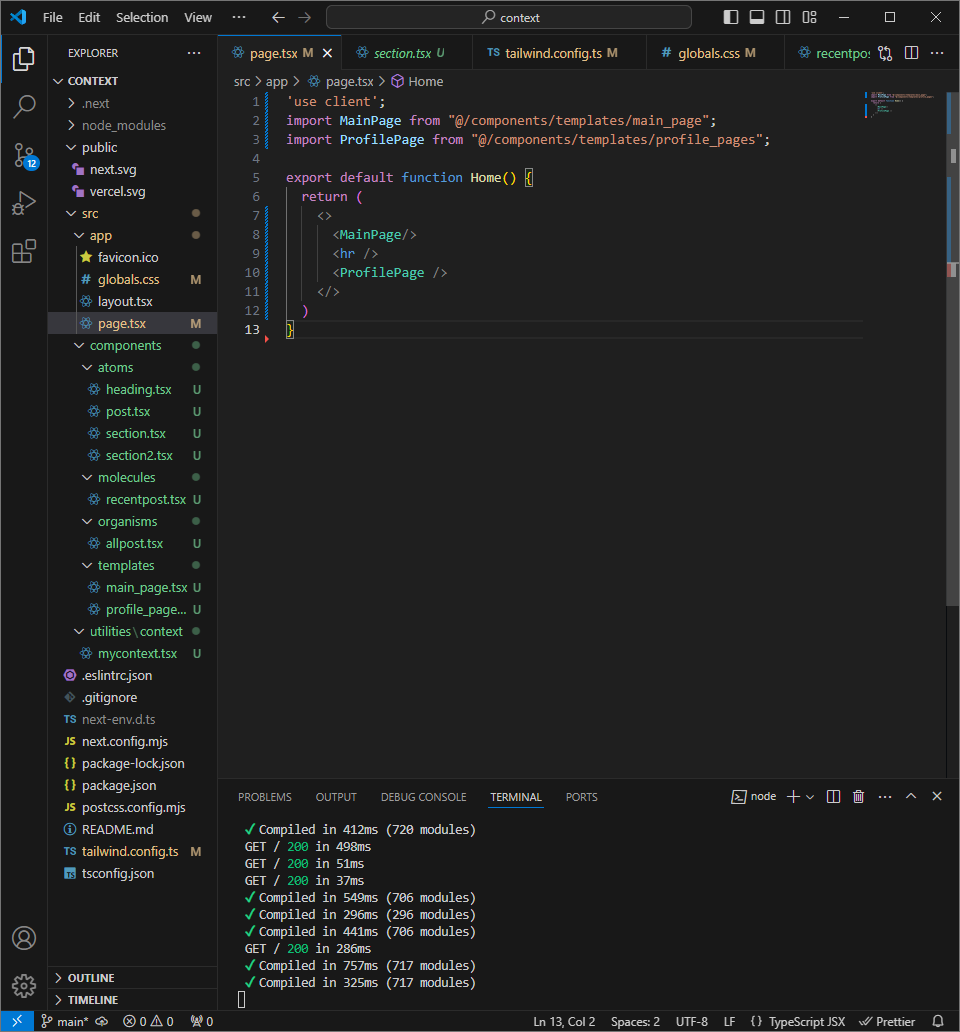 File Edit Selection View ··· context
EXPLORER ···
CONTEXT
.next
node_modules
public
next.svg
vercel.svg
src
app
favicon.ico
globals.css M
layout.tsx
page.tsx M
components
atoms
heading.tsx U
post.tsx U
section.tsx U
section2.tsx U
molecules
recentpost.tsx U
organisms
allpost.tsx U
templates
main_page.tsx U
profile_page... U
utilities\context
mycontext.tsx U
.eslintrc.json
.gitignore
TS next-env.d.ts
JS next.config.mjs
{} package-lock.json
{} package.json
JS postcss.config.mjs
README.md
TS tailwind.config.ts M
TS tsconfig.json
OUTLINE
TIMELINE
12
page.tsx M section.tsx U TS tailwind.config.ts M # globals.css M recentpos ···
src > app > page.tsx > Home
1 'use client';
2 import MainPage from "@/components/templates/main_page";
3 import ProfilePage from "@/components/templates/profile_pages";
4
5 export default function Home() {
6 return (
7 <>
8 <MainPage/>
9 <hr />
10 <ProfilePage />
11 </>
12 )
13 }
PROBLEMS OUTPUT DEBUG CONSOLE TERMINAL PORTS node ···
✓ Compiled in 412ms (720 modules)
GET / 200 in 498ms
GET / 200 in 51ms
GET / 200 in 37ms
✓ Compiled in 549ms (706 modules)
✓ Compiled in 296ms (296 modules)
✓ Compiled in 441ms (706 modules)
GET / 200 in 286ms
✓ Compiled in 757ms (717 modules)
✓ Compiled in 325ms (717 modules)
main* 0 0 0 Ln 13, Col 2 Spaces: 2 UTF-8 LF {} TypeScript JSX Prettier